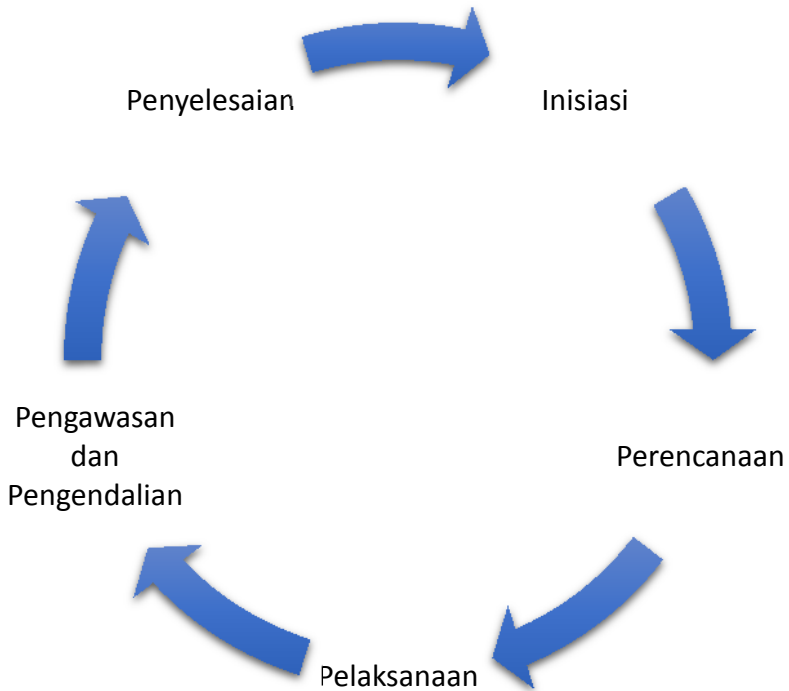 Penyelesaian
Inisiasi
Perencanaan
Pelaksanaan
Pengawasan
dan
Pengendalian